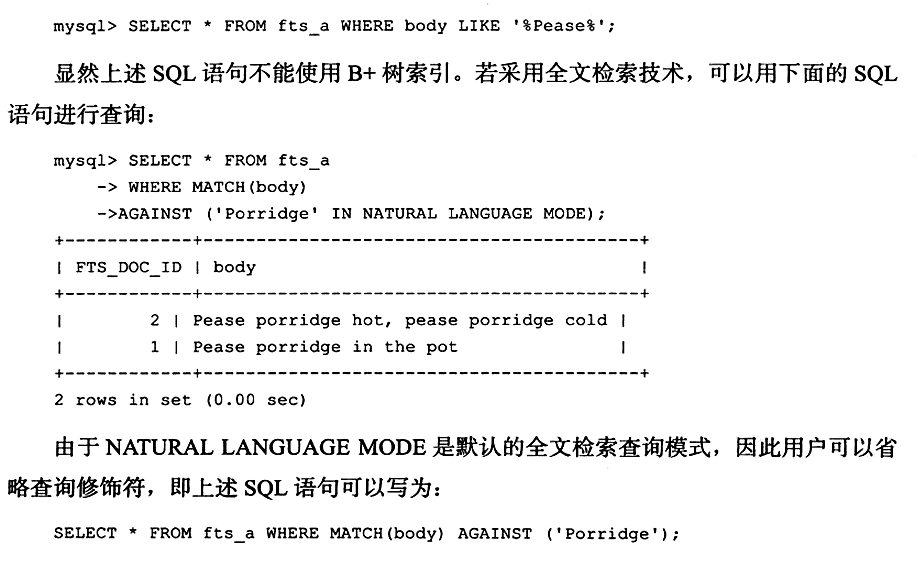 mysql> SELECT * FROM fts_a WHERE body LIKE '%Pease%';
显然上述 SQL 语句不能使用 B+ 树索引。若采用全文检索技术，可以用下面的 SQL
语句进行查询：
mysql> SELECT * FROM fts_a
    -> WHERE MATCH(body)
    ->AGAINST ('Porridge' IN NATURAL LANGUAGE MODE);
+------------+-----------------------------------------+
| FTS_DOC_ID | body                                    |
+------------+-----------------------------------------+
|        2 | Pease porridge hot, pease porridge cold |
|        1 | Pease porridge in the pot               |
+------------+-----------------------------------------+
2 rows in set (0.00 sec)
由于 NATURAL LANGUAGE MODE 是默认的全文检索查询模式，因此用户可以省
略查询修饰符，即上述 SQL 语句可以写为：
SELECT * FROM fts_a WHERE MATCH(body) AGAINST ('Porridge');